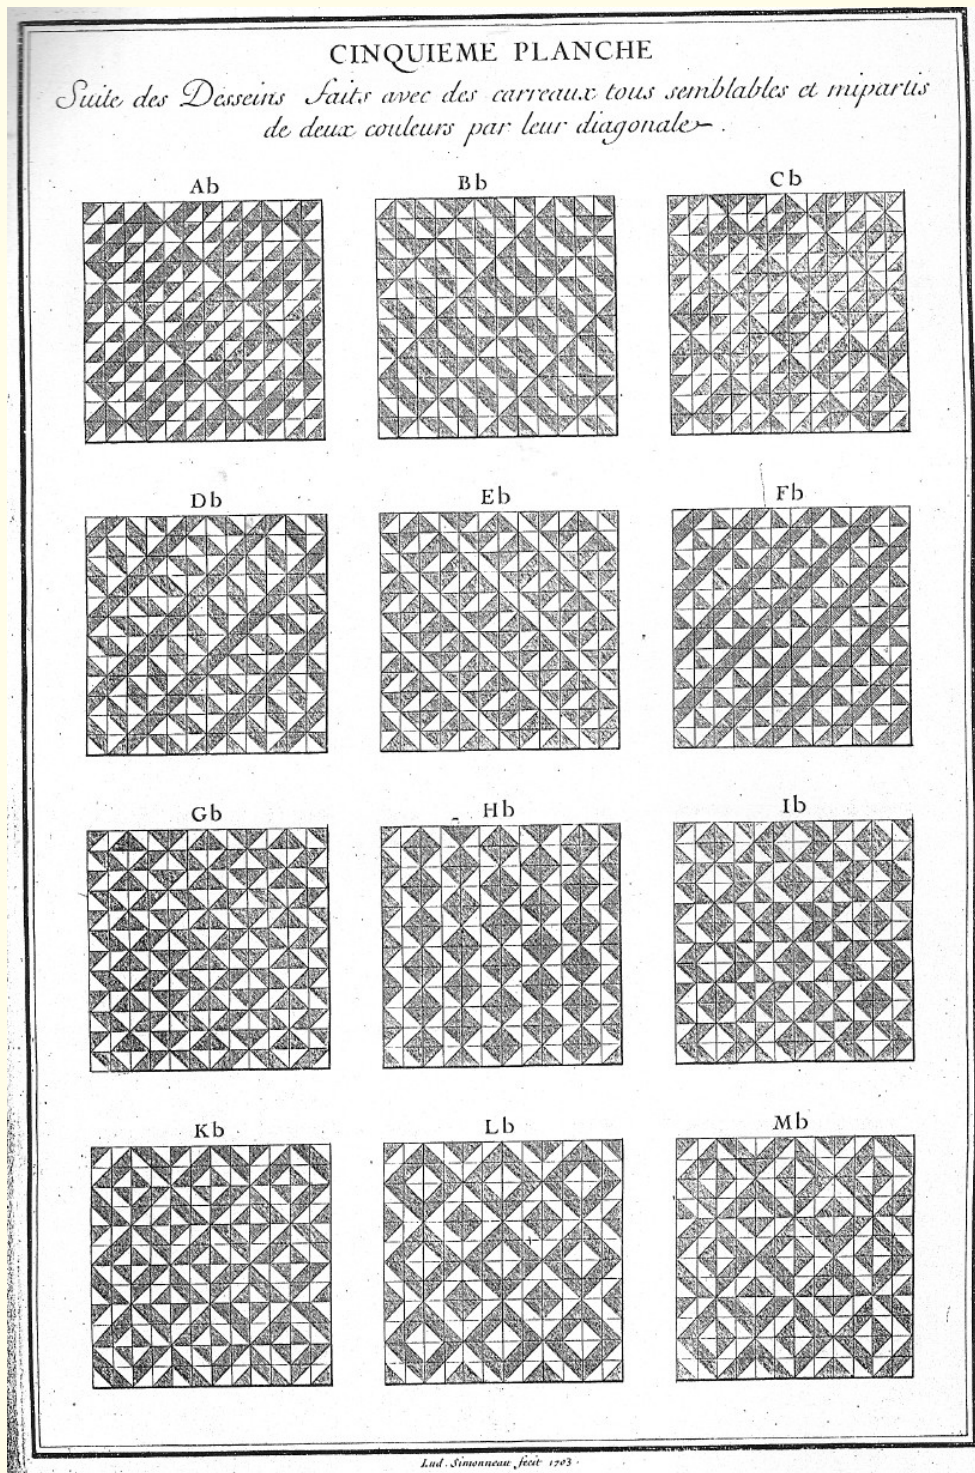 CINQUIEME PLANCHE
Suite des Desseins faits avec des carreaux tous semblables et mipartis
de deux couleurs par leur diagonale.
Ab Bb Cb
Db Eb Fb
Gb Hb Ib
Kb Lb Mb
Lud. Simonneau fecit 1703.